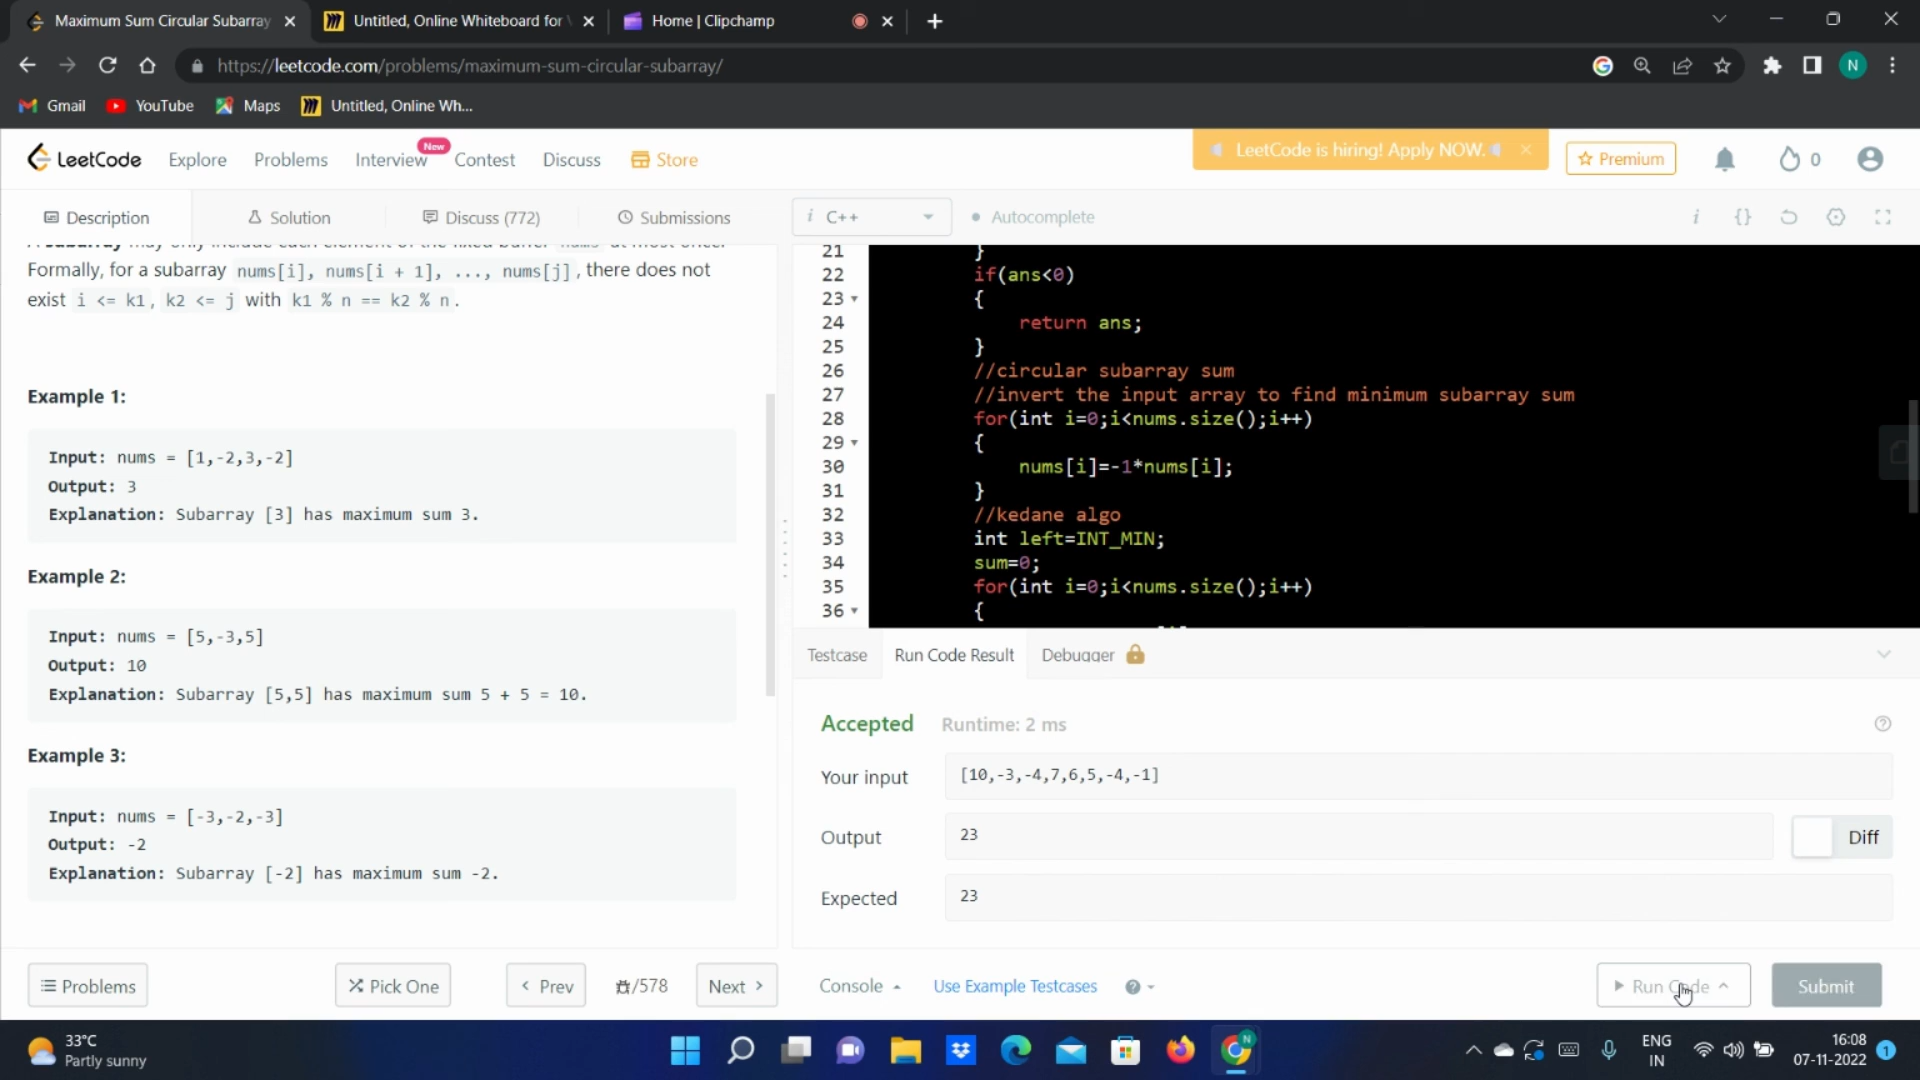 Maximum Sum Circular Subarray
Untitled, Online Whiteboard for
Home | Clipchamp
https://leetcode.com/problems/maximum-sum-circular-subarray/
N
Gmail
YouTube
Maps
Untitled, Online Wh...
LeetCode
Explore
Problems
Interview
New
Contest
Discuss
Store
LeetCode is hiring! Apply NOW.
Premium
0
Description
Solution
Discuss (772)
Submissions
i C++
Autocomplete
i {}
Formally, for a subarray nums[i], nums[i + 1], ..., nums[j], there does not
exist i <= k1, k2 <= j with k1 % n == k2 % n.
Example 1:
Input: nums = [1,-2,3,-2]
Output: 3
Explanation: Subarray [3] has maximum sum 3.
Example 2:
Input: nums = [5,-3,5]
Output: 10
Explanation: Subarray [5,5] has maximum sum 5 + 5 = 10.
Example 3:
Input: nums = [-3,-2,-3]
Output: -2
Explanation: Subarray [-2] has maximum sum -2.
21 }
22 if(ans<0)
23 {
24 return ans;
25 }
26 //circular subarray sum
27 //invert the input array to find minimum subarray sum
28 for(int i=0;i<nums.size();i++)
29 {
30 nums[i]=-1*nums[i];
31 }
32 //kedane algo
33 int left=INT_MIN;
34 sum=0;
35 for(int i=0;i<nums.size();i++)
36 {
Testcase
Run Code Result
Debugger
Accepted Runtime: 2 ms
Your input [10,-3,-4,7,6,5,-4,-1]
Output 23
Diff
Expected 23
Problems
Pick One
Prev
/578
Next
Console
Use Example Testcases
Run Code
Submit
33°C
Partly sunny
ENG
IN
16:08
07-11-2022
1